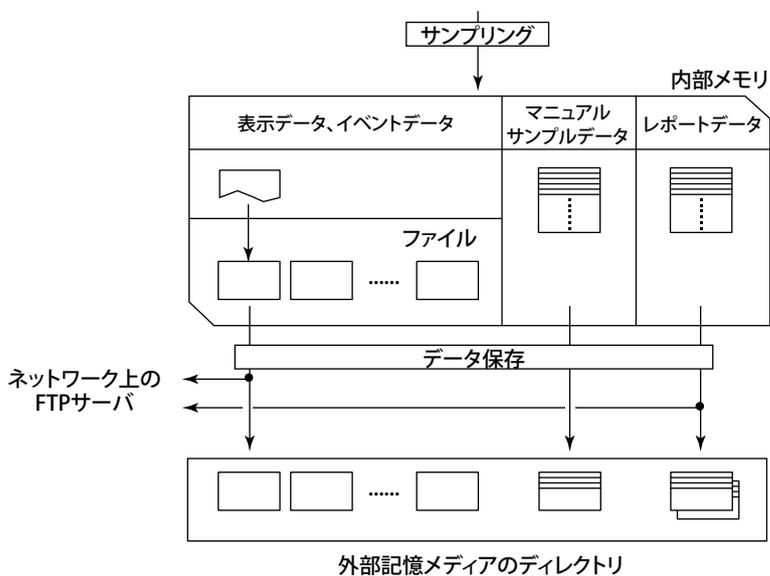 サンプリング
内部メモリ
表示データ、イベントデータ
マニュアル
サンプルデータ
レポートデータ
ファイル
データ保存
ネットワーク上の
FTPサーバ
外部記憶メディアのディレクトリ